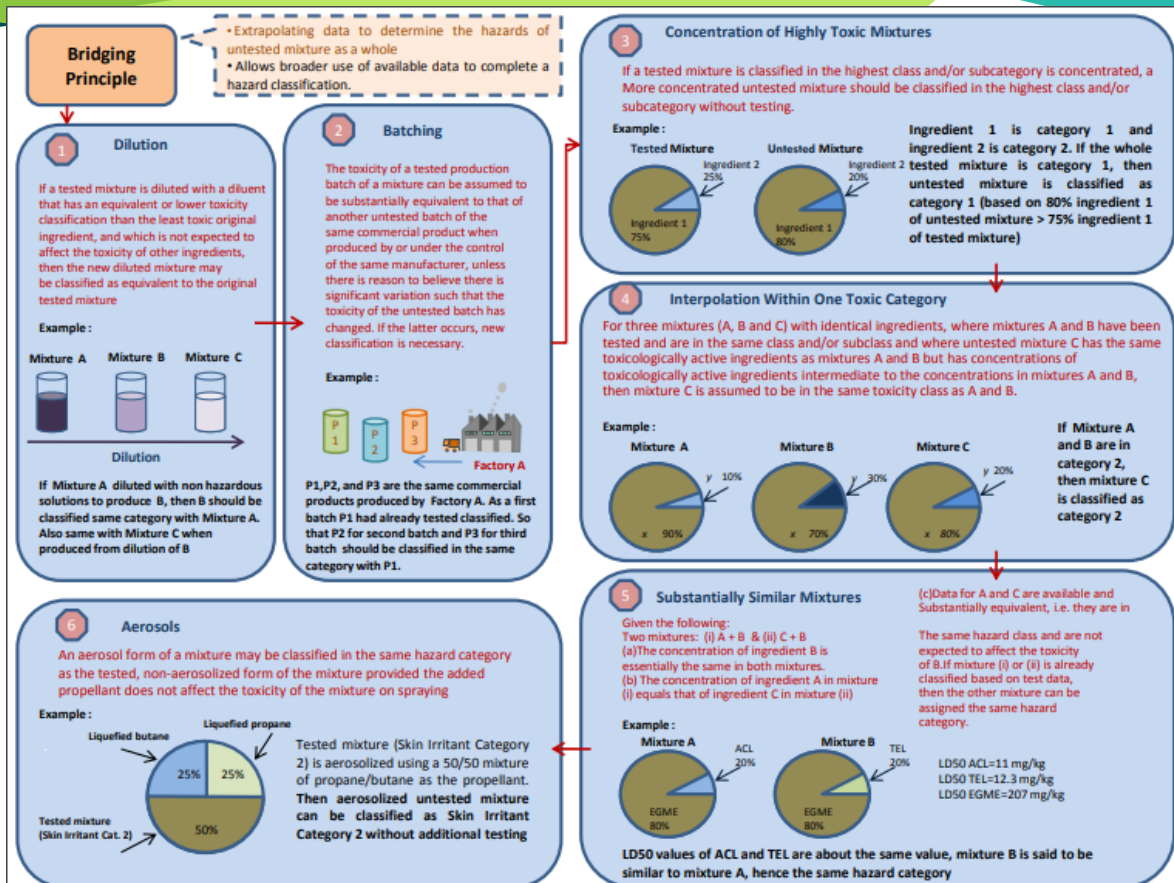 Bridging
Principle
• Extrapolating data to determine the hazards of
untested mixture as a whole
• Allows broader use of available data to complete a
hazard classification.
1
Dilution
If a tested mixture is diluted with a diluent
that has an equivalent or lower toxicity
classification than the least toxic original
ingredient, and which is not expected to
affect the toxicity of other ingredients,
then the new diluted mixture may
be classified as equivalent to the original
tested mixture
Example :
Mixture A
Mixture B
Mixture C
Dilution
If Mixture A diluted with non hazardous
solutions to produce B, then B should be
classified same category with Mixture A.
Also same with Mixture C when
produced from dilution of B
2
Batching
The toxicity of a tested production
batch of a mixture can be assumed to
be substantially equivalent to that of
another untested batch of the
same commercial product when
produced by or under the control
of the same manufacturer, unless
there is reason to believe there is
significant variation such that the
toxicity of the untested batch has
changed. If the latter occurs, new
classification is necessary.
Example :
P
1
P
2
P
3
Factory A
P1,P2, and P3 are the same commercial
products produced by Factory A. As a first
batch P1 had already tested classified. So
that P2 for second batch and P3 for third
batch should be classified in the same
category with P1.
3
Concentration of Highly Toxic Mixtures
If a tested mixture is classified in the highest class and/or subcategory is concentrated, a
More concentrated untested mixture should be classified in the highest class and/or
subcategory without testing.
Example :
Tested Mixture
Ingredient 2
25%
Ingredient 1
75%
Untested Mixture
Ingredient 2
20%
Ingredient 1
80%
Ingredient 1 is category 1 and
ingredient 2 is category 2. If the whole
tested mixture is category 1, then
untested mixture is classified as
category 1 (based on 80% ingredient 1
of untested mixture > 75% ingredient 1
of tested mixture)
4
Interpolation Within One Toxic Category
For three mixtures (A, B and C) with identical ingredients, where mixtures A and B have been
tested and are in the same class and/or subclass and where untested mixture C has the same
toxicologically active ingredients as mixtures A and B but has concentrations of
toxicologically active ingredients intermediate to the concentrations in mixtures A and B,
then mixture C is assumed to be in the same toxicity class as A and B.
Example :
Mixture A
y 10%
x 90%
Mixture B
y 30%
x 70%
Mixture C
y 20%
x 80%
If Mixture A
and B are in
category 2,
then mixture C
is classified as
category 2
5
Substantially Similar Mixtures
Given the following:
Two mixtures: (i) A + B & (ii) C + B
(a)The concentration of ingredient B is
essentially the same in both mixtures.
(b) The concentration of ingredient A in mixture
(i) equals that of ingredient C in mixture (ii)
(c)Data for A and C are available and
Substantially equivalent, i.e. they are in
The same hazard class and are not
expected to affect the toxicity
of B.If mixture (i) or (ii) is already
classified based on test data,
then the other mixture can be
assigned the same hazard
category.
Example :
Mixture A
ACL
20%
EGME
80%
Mixture B
TEL
20%
EGME
80%
LD50 ACL=11 mg/kg
LD50 TEL=12.3 mg/kg
LD50 EGME=207 mg/kg
LD50 values of ACL and TEL are about the same value, mixture B is said to be
similar to mixture A, hence the same hazard category
6
Aerosols
An aerosol form of a mixture may be classified in the same hazard category
as the tested, non-aerosolized form of the mixture provided the added
propellant does not affect the toxicity of the mixture on spraying
Example :
Liquefied butane
Liquefied propane
25%
25%
50%
Tested mixture
(Skin Irritant Cat. 2)
Tested mixture (Skin Irritant Category
2) is aerosolized using a 50/50 mixture
of propane/butane as the propellant.
Then aerosolized untested mixture
can be classified as Skin Irritant
Category 2 without additional testing